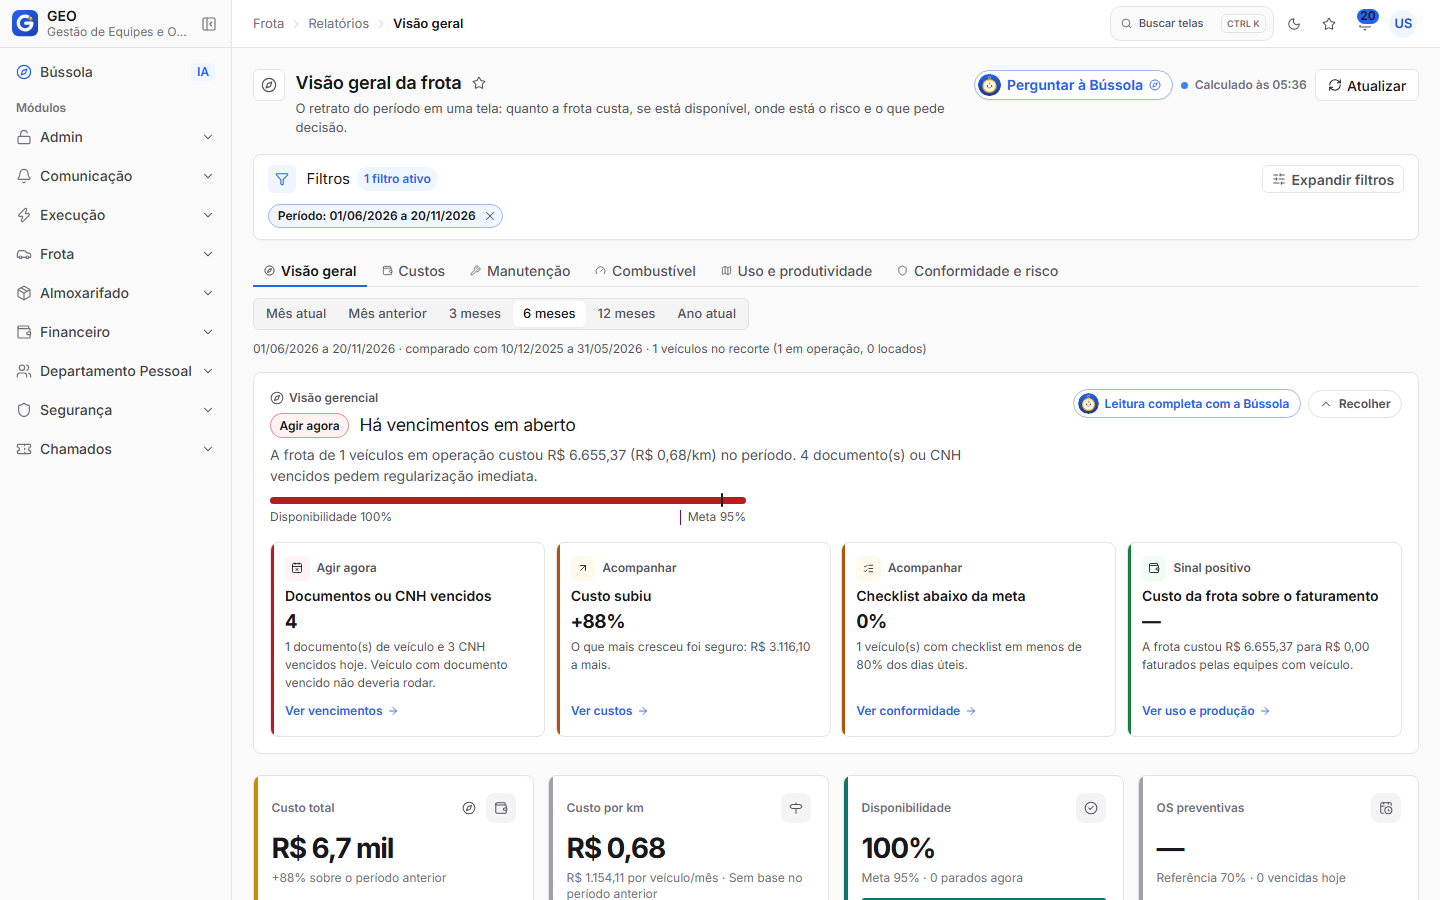 GEO
Gestão de Equipes e O...
Frota
Relatórios
Visão geral
Buscar telas
CTRL K
20
US
Bússola
IA
Módulos
Admin
Comunicação
Execução
Frota
Almoxarifado
Financeiro
Departamento Pessoal
Segurança
Chamados
Visão geral da frota
O retrato do período em uma tela: quanto a frota custa, se está disponível, onde está o risco e o que pede
decisão.
Perguntar à Bússola
Calculado às 05:36
Atualizar
Filtros
1 filtro ativo
Expandir filtros
Período: 01/06/2026 a 20/11/2026
Visão geral
Custos
Manutenção
Combustível
Uso e produtividade
Conformidade e risco
Mês atual
Mês anterior
3 meses
6 meses
12 meses
Ano atual
01/06/2026 a 20/11/2026 · comparado com 10/12/2025 a 31/05/2026 · 1 veículos no recorte (1 em operação, 0 locados)
Visão gerencial
Leitura completa com a Bússola
Recolher
Agir agora
Há vencimentos em aberto
A frota de 1 veículos em operação custou R$ 6.655,37 (R$ 0,68/km) no período. 4 documento(s) ou CNH
vencidos pedem regularização imediata.
Disponibilidade 100%
Meta 95%
Agir agora
Documentos ou CNH vencidos
4
1 documento(s) de veículo e 3 CNH
vencidos hoje. Veículo com documento
vencido não deveria rodar.
Ver vencimentos
Acompanhar
Custo subiu
+88%
O que mais cresceu foi seguro: R$ 3.116,10
a mais.
Ver custos
Acompanhar
Checklist abaixo da meta
0%
1 veículo(s) com checklist em menos de
80% dos dias úteis.
Ver conformidade
Sinal positivo
Custo da frota sobre o faturamento
—
A frota custou R$ 6.655,37 para R$ 0,00
faturados pelas equipes com veículo.
Ver uso e produção
Custo total
R$ 6,7 mil
+88% sobre o período anterior
Custo por km
R$ 0,68
R$ 1.154,11 por veículo/mês · Sem base no
período anterior
Disponibilidade
100%
Meta 95% · 0 parados agora
OS preventivas
—
Referência 70% · 0 vencidas hoje